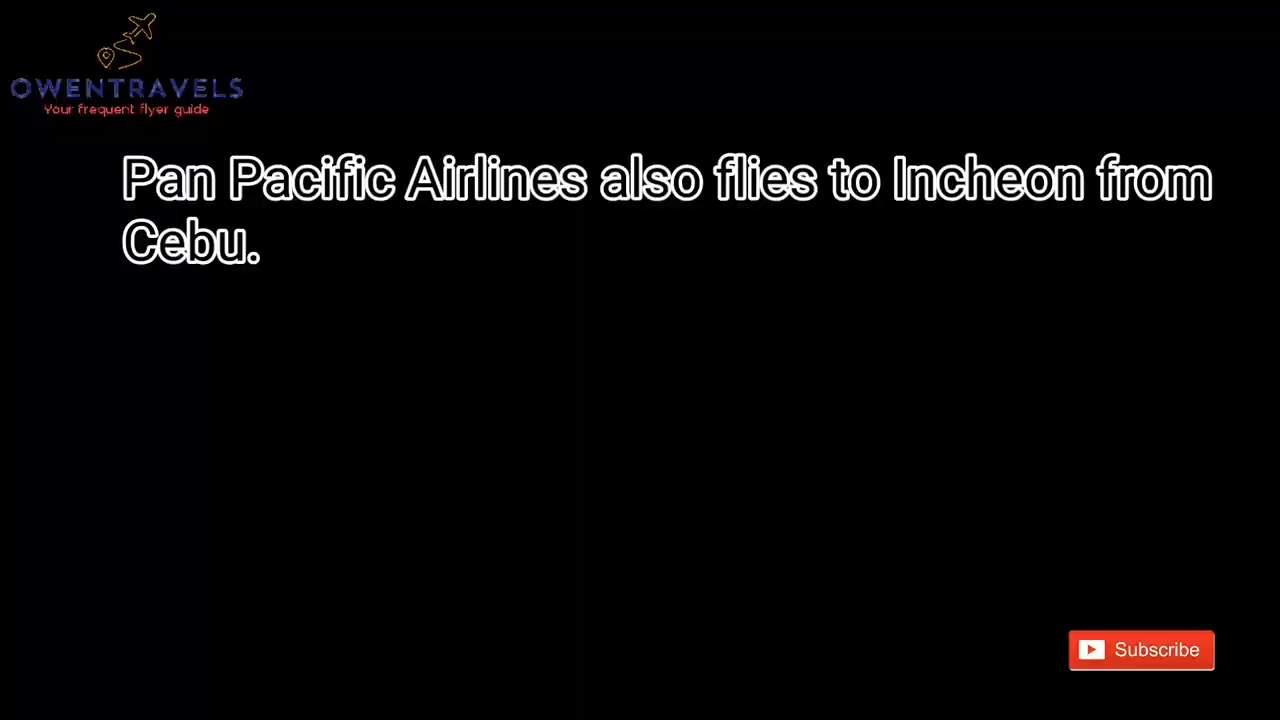 OWENTRAVELS
Your frequent flyer guide
Pan Pacific Airlines also flies to Incheon from
Cebu.
Subscribe